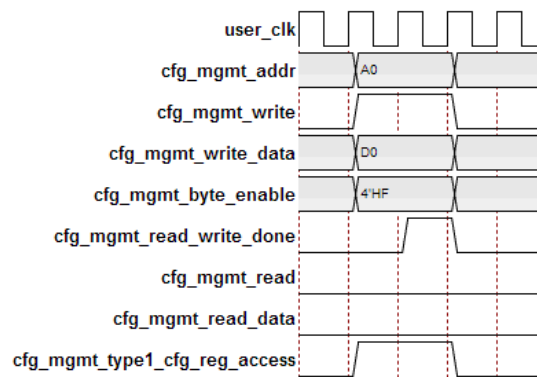 user_clk
cfg_mgmt_addr A0
cfg_mgmt_write
cfg_mgmt_write_data D0
cfg_mgmt_byte_enable 4'HF
cfg_mgmt_read_write_done
cfg_mgmt_read
cfg_mgmt_read_data
cfg_mgmt_type1_cfg_reg_access